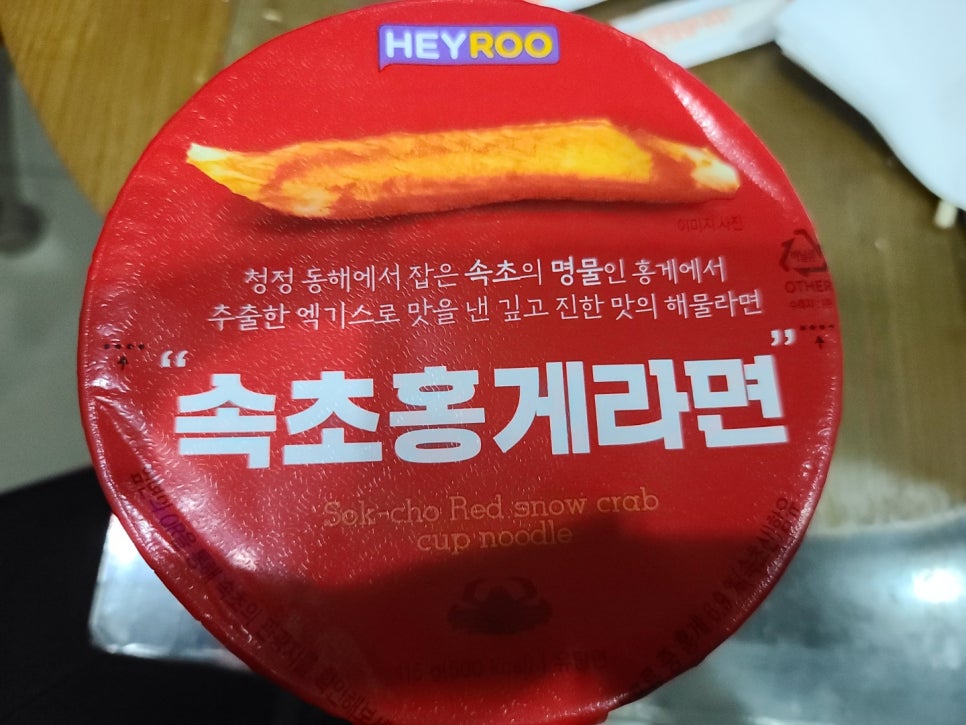 HEYROO
이미지 사진
청정 동해에서 잡은 속초의 명물인 홍게에서
추출한 엑기스로 맛을 낸 깊고 진한 맛의 해물라면
OTHER
“속초홍게라면”
Sok-cho Red snow crab
cup noodle